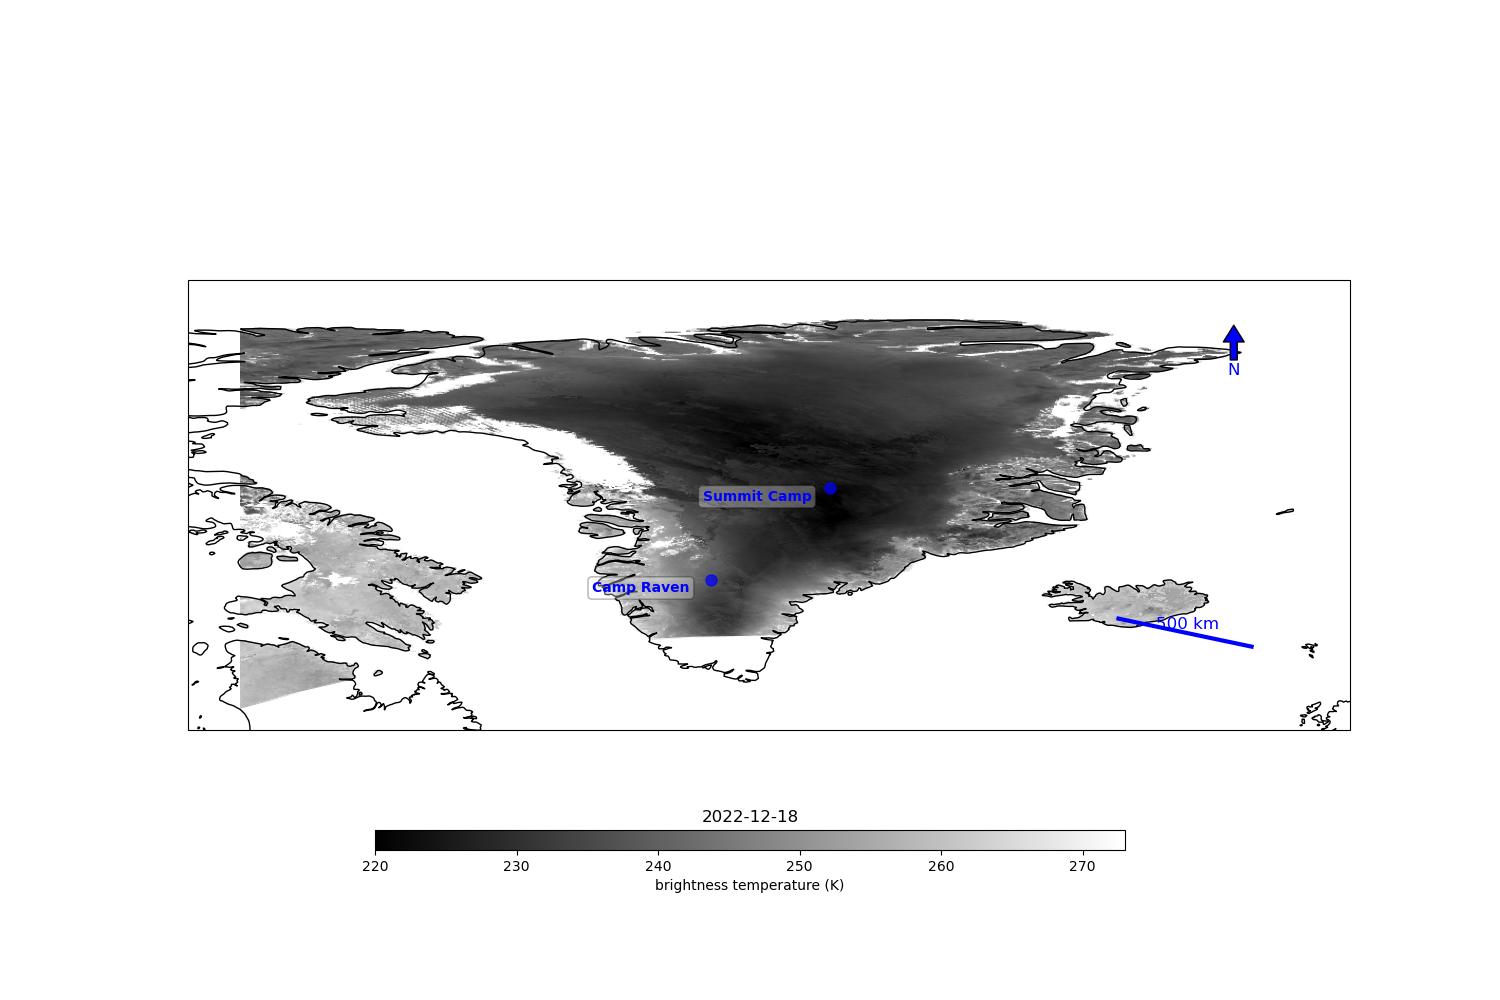 N
Summit Camp
Camp Raven
500 km
2022-12-18
220 230 240 250 260 270
brightness temperature (K)